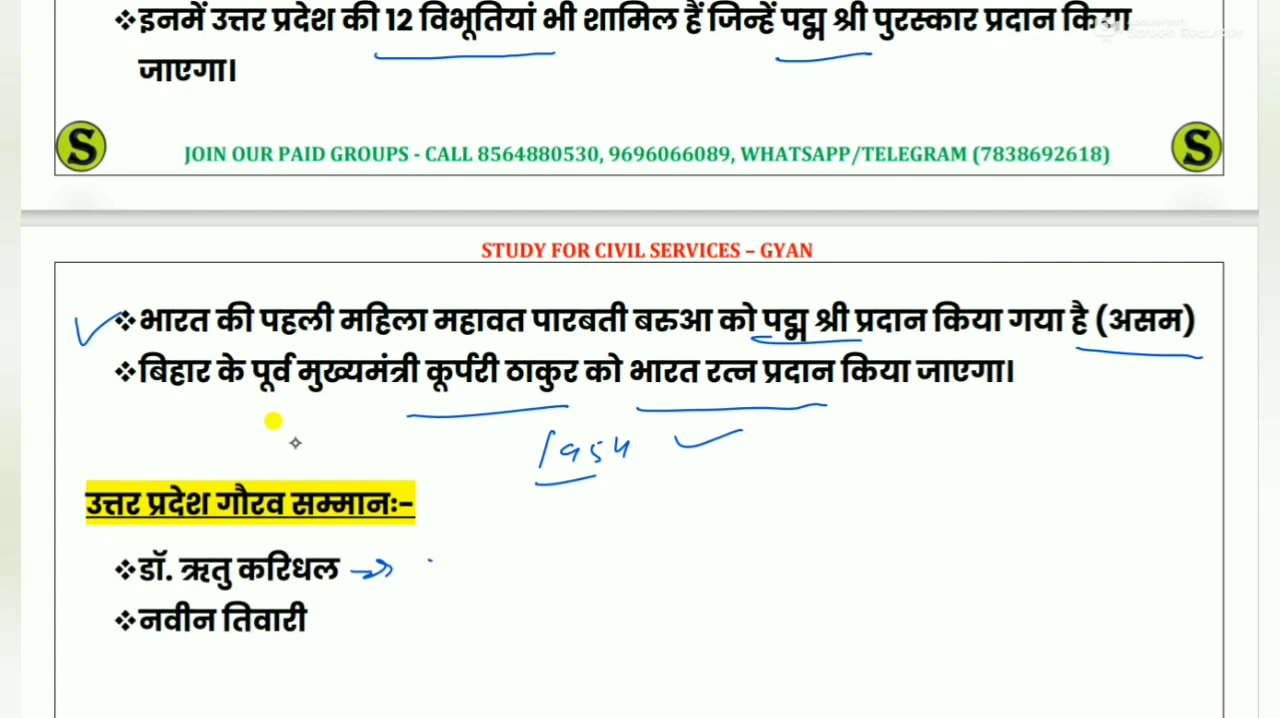 ❖इनमें उत्तर प्रदेश की 12 विभूतियां भी शामिल हैं जिन्हें पद्म श्री पुरस्कार प्रदान किया
जाएगा।
S
JOIN OUR PAID GROUPS - CALL 8564880530, 9696066089, WHATSAPP/TELEGRAM (7838692618)
S
STUDY FOR CIVIL SERVICES – GYAN
❖भारत की पहली महिला महावत पारबती बरुआ को पद्म श्री प्रदान किया गया है (असम)
❖बिहार के पूर्व मुख्यमंत्री कूर्परी ठाकुर को भारत रत्न प्रदान किया जाएगा।
1954
उत्तर प्रदेश गौरव सम्मानः-
❖डॉ. ऋतु करिधल
❖नवीन तिवारी